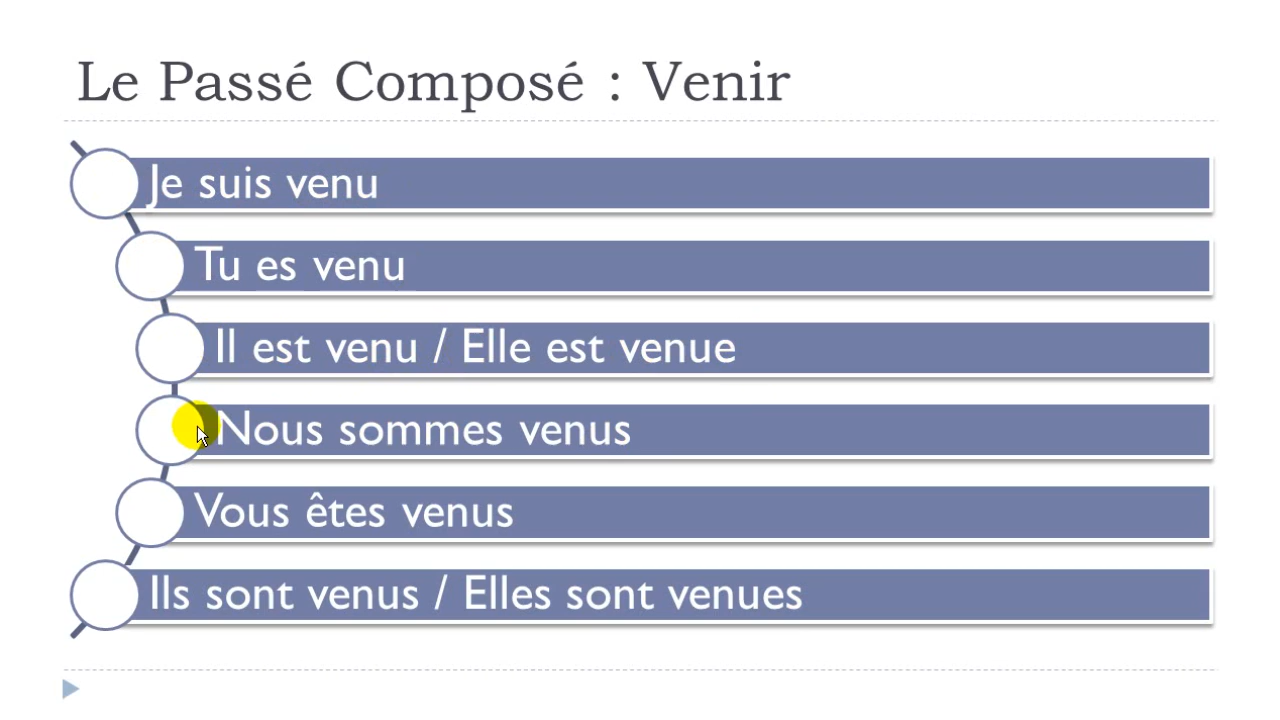 Le Passé Composé : Venir
Je suis venu
Tu es venu
Il est venu / Elle est venue
Nous sommes venus
Vous êtes venus
Ils sont venus / Elles sont venues